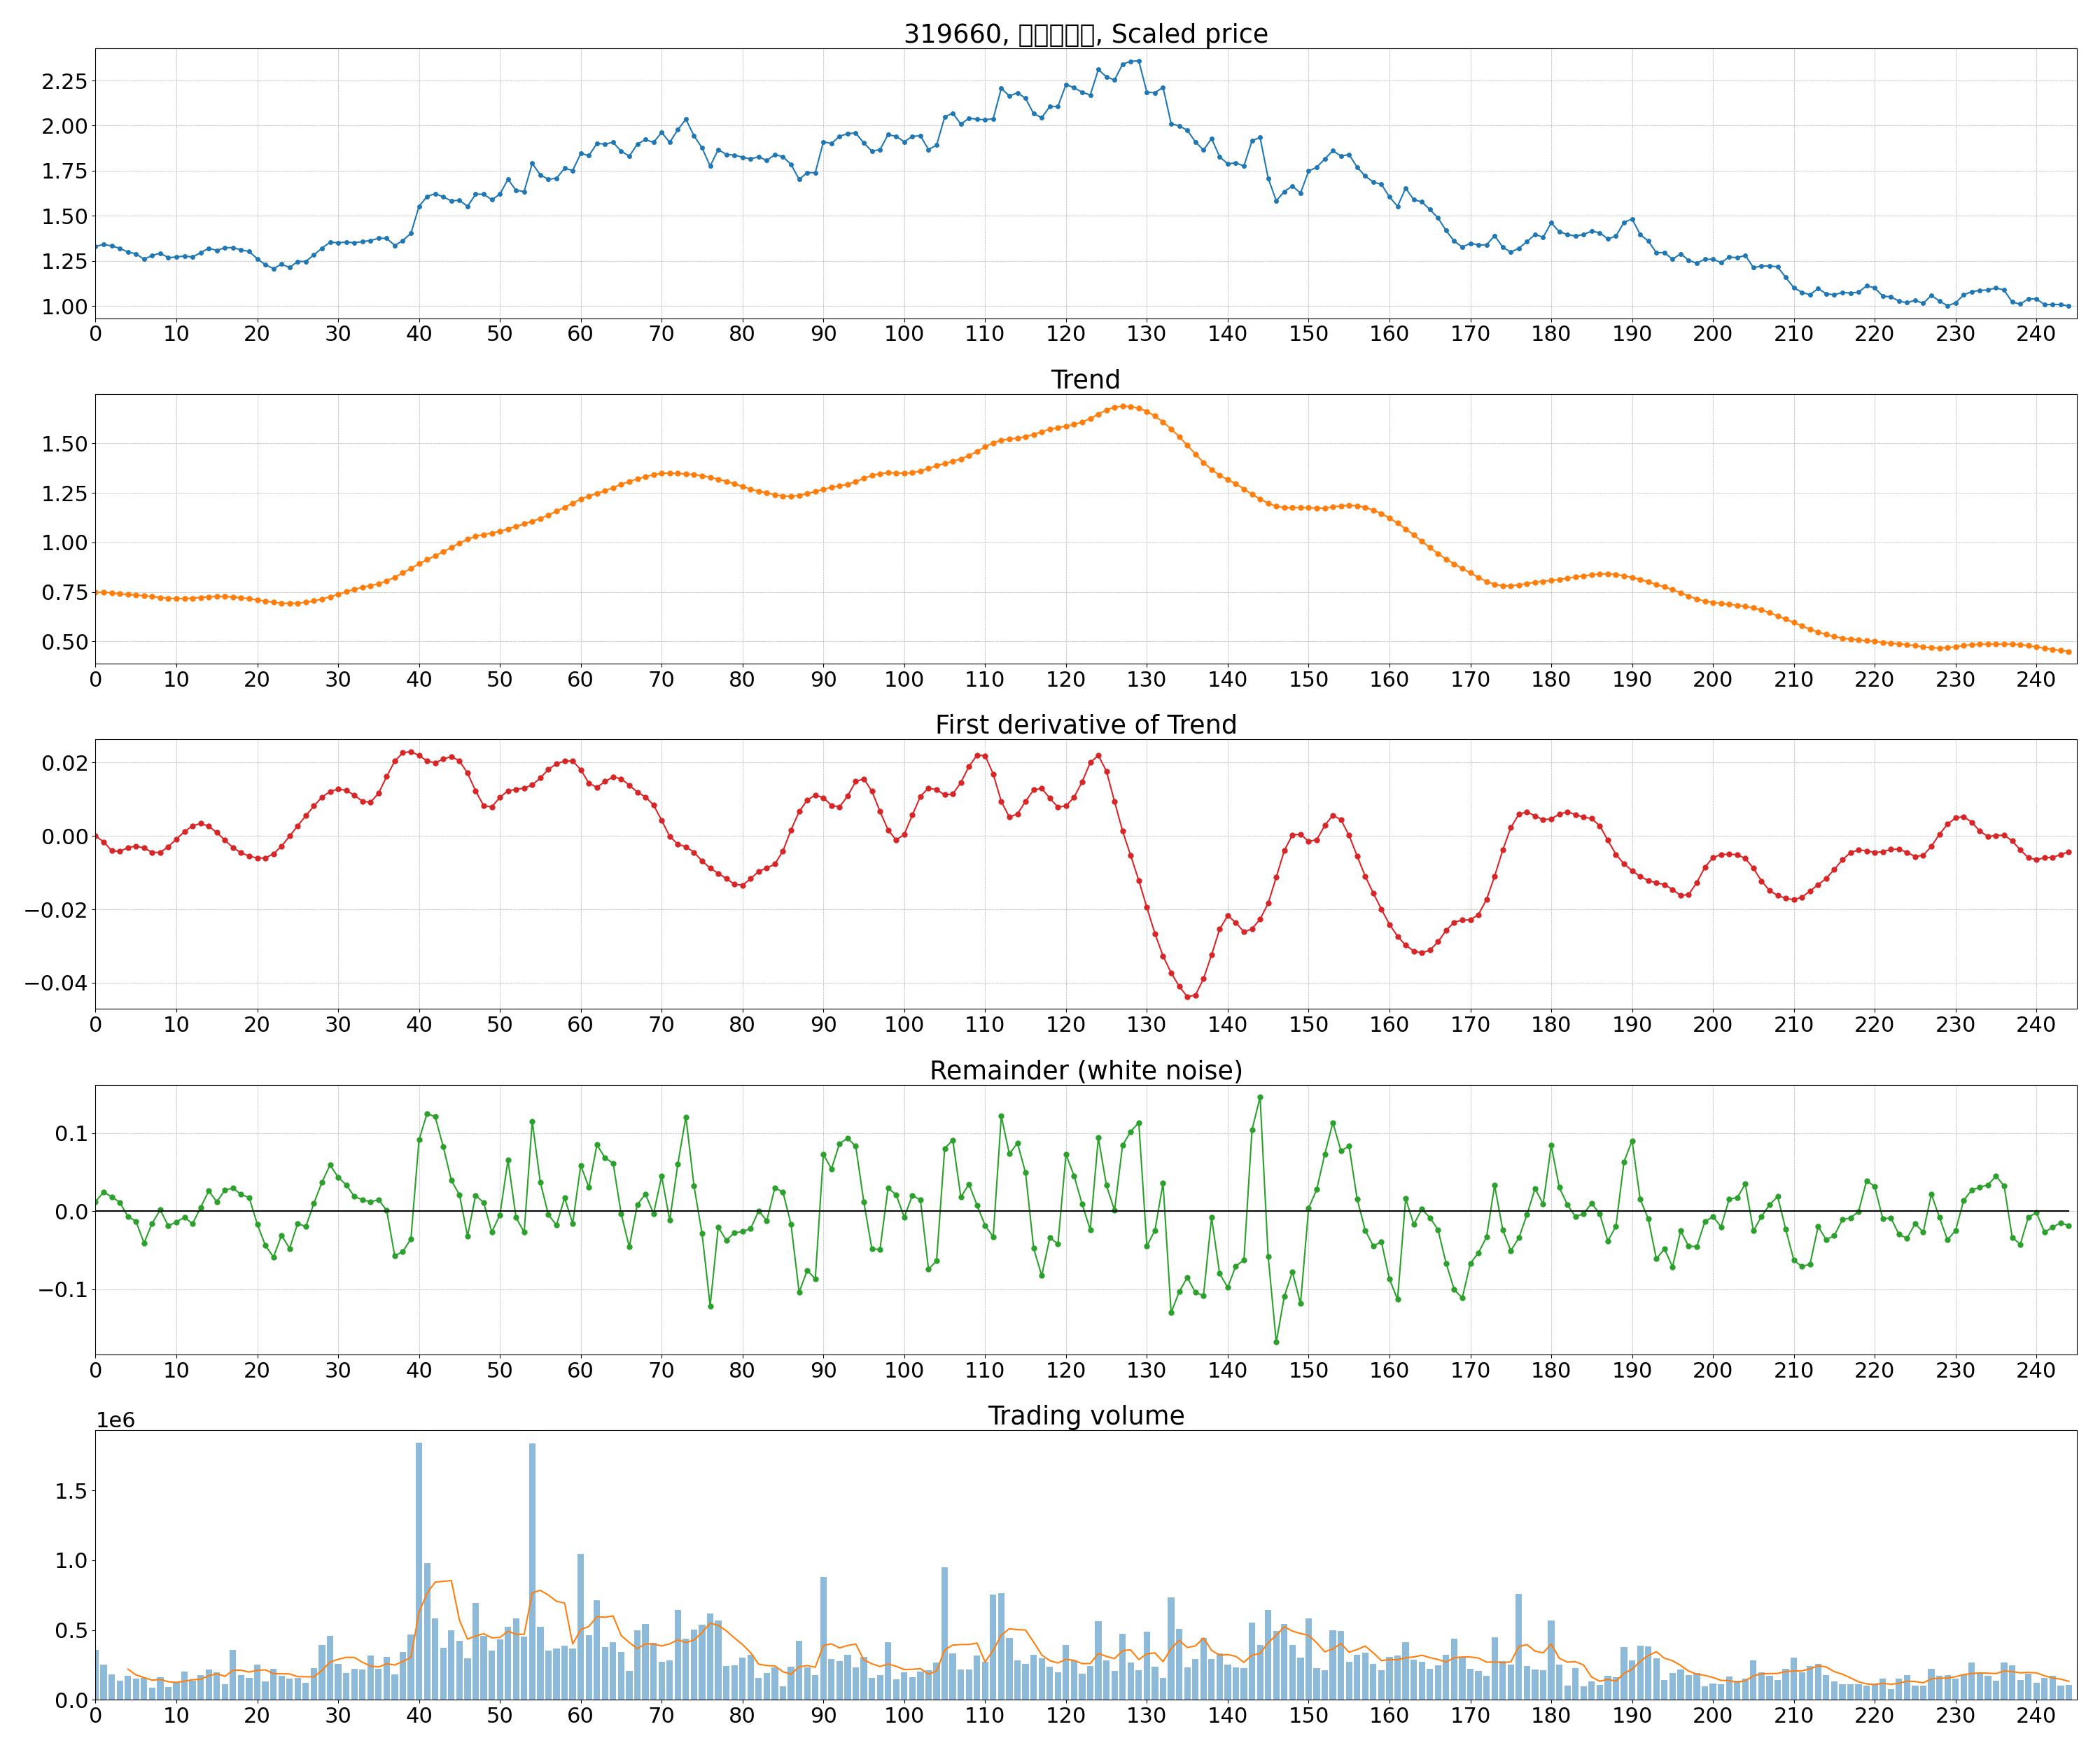 319660, □□□□□, Scaled price
2.25
2.00
1.75
1.50
1.25
1.00
0 10 20 30 40 50 60 70 80 90 100 110 120 130 140 150 160 170 180 190 200 210 220 230 240
Trend
1.50
1.25
1.00
0.75
0.50
0 10 20 30 40 50 60 70 80 90 100 110 120 130 140 150 160 170 180 190 200 210 220 230 240
First derivative of Trend
0.02
0.00
−0.02
−0.04
0 10 20 30 40 50 60 70 80 90 100 110 120 130 140 150 160 170 180 190 200 210 220 230 240
Remainder (white noise)
0.1
0.0
−0.1
0 10 20 30 40 50 60 70 80 90 100 110 120 130 140 150 160 170 180 190 200 210 220 230 240
Trading volume
1e6
1.5
1.0
0.5
0.0
0 10 20 30 40 50 60 70 80 90 100 110 120 130 140 150 160 170 180 190 200 210 220 230 240